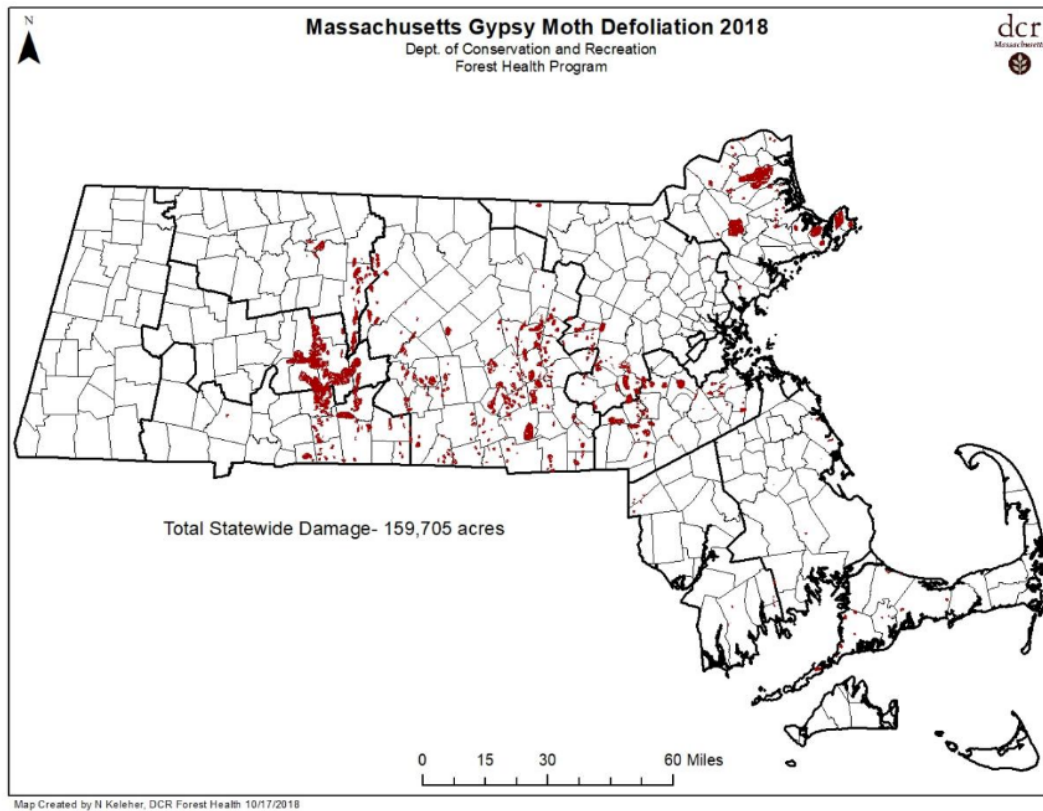 N
Massachusetts Gypsy Moth Defoliation 2018
Dept. of Conservation and Recreation
Forest Health Program
dcr
Massachusetts
Total Statewide Damage- 159,705 acres
0 15 30 60 Miles
Map Created by N Keleher, DCR Forest Health 10/17/2018